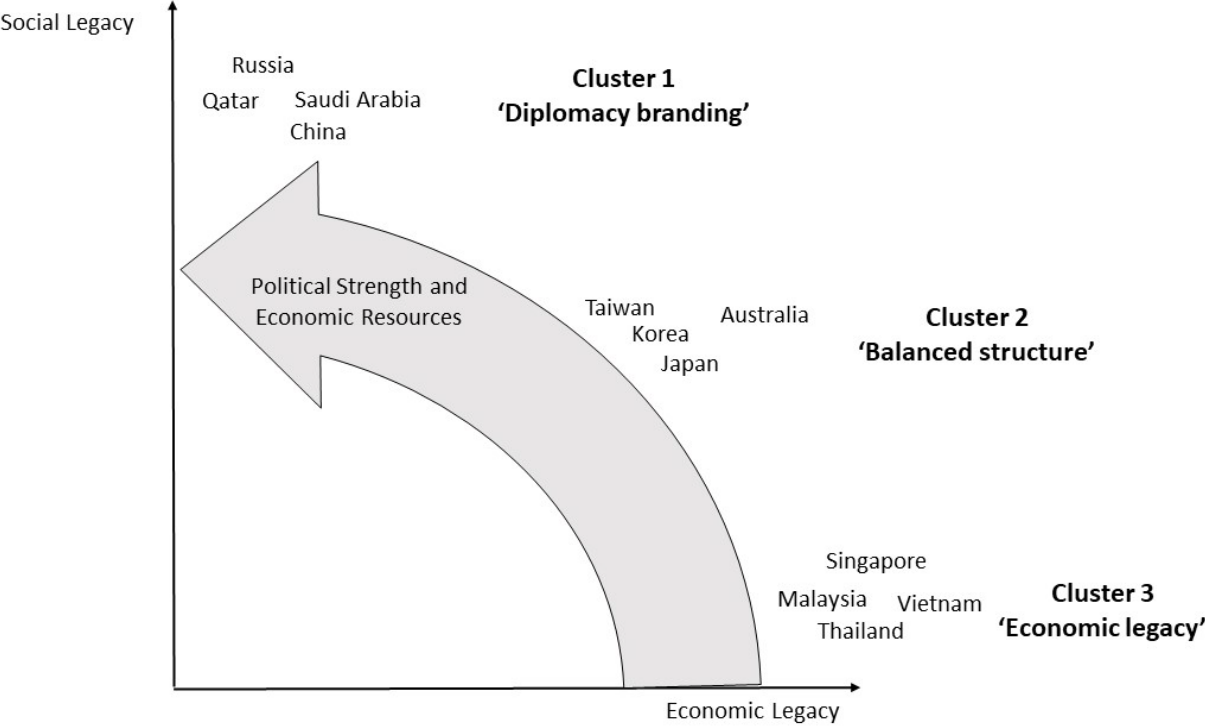 Social Legacy
Russia
Qatar
Saudi Arabia
China
Cluster 1
‘Diplomacy branding’
Political Strength and
Economic Resources
Taiwan
Korea
Japan
Australia
Cluster 2
‘Balanced structure’
Singapore
Malaysia
Vietnam
Thailand
Cluster 3
‘Economic legacy’
Economic Legacy